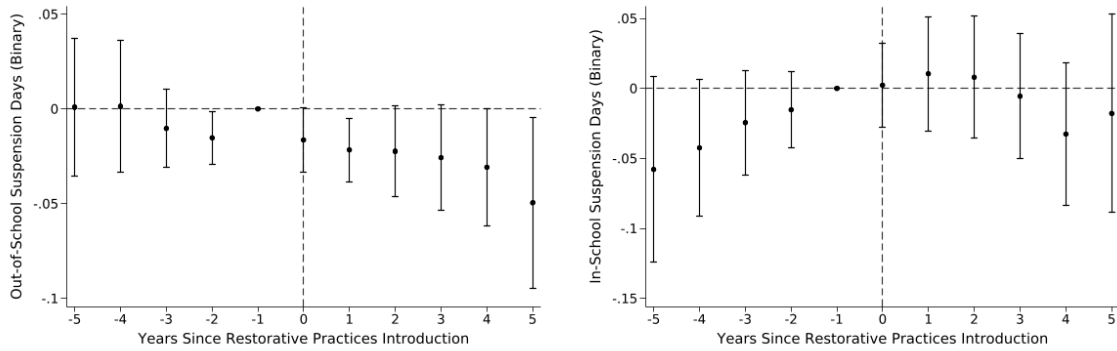 Out-of-School Suspension Days (Binary)
.05
0
-.05
-.1
-5 -4 -3 -2 -1 0 1 2 3 4 5
Years Since Restorative Practices Introduction
In-School Suspension Days (Binary)
.05
0
-.05
-.1
-.15
-5 -4 -3 -2 -1 0 1 2 3 4 5
Years Since Restorative Practices Introduction